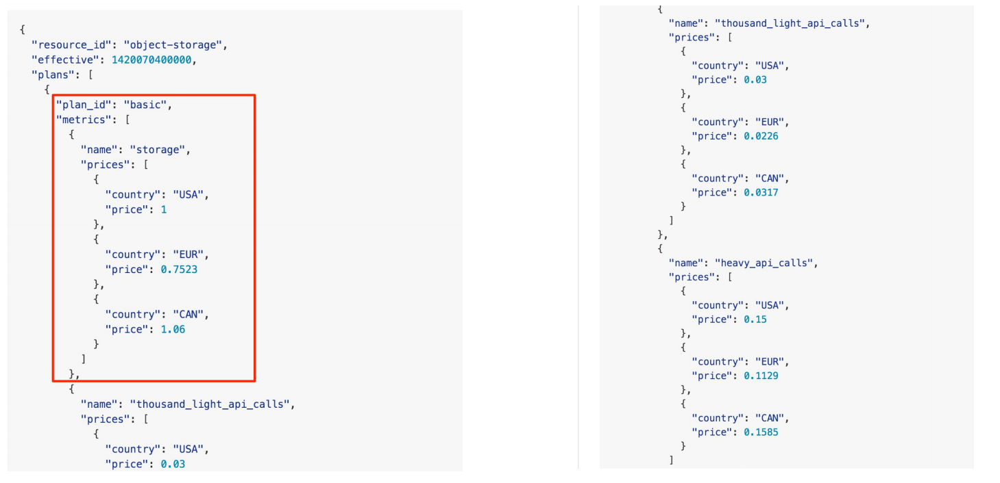 {
  "resource_id": "object-storage",
  "effective": 1420070400000,
  "plans": [
    {
      "plan_id": "basic",
      "metrics": [
        {
          "name": "storage",
          "prices": [
            {
              "country": "USA",
              "price": 1
            },
            {
              "country": "EUR",
              "price": 0.7523
            },
            {
              "country": "CAN",
              "price": 1.06
            }
          ]
        },
        {
          "name": "thousand_light_api_calls",
          "prices": [
            {
              "country": "USA",
              "price": 0.03
        {
          "name": "thousand_light_api_calls",
          "prices": [
            {
              "country": "USA",
              "price": 0.03
            },
            {
              "country": "EUR",
              "price": 0.0226
            },
            {
              "country": "CAN",
              "price": 0.0317
            }
          ]
        },
        {
          "name": "heavy_api_calls",
          "prices": [
            {
              "country": "USA",
              "price": 0.15
            },
            {
              "country": "EUR",
              "price": 0.1129
            },
            {
              "country": "CAN",
              "price": 0.1585
            }
          ]